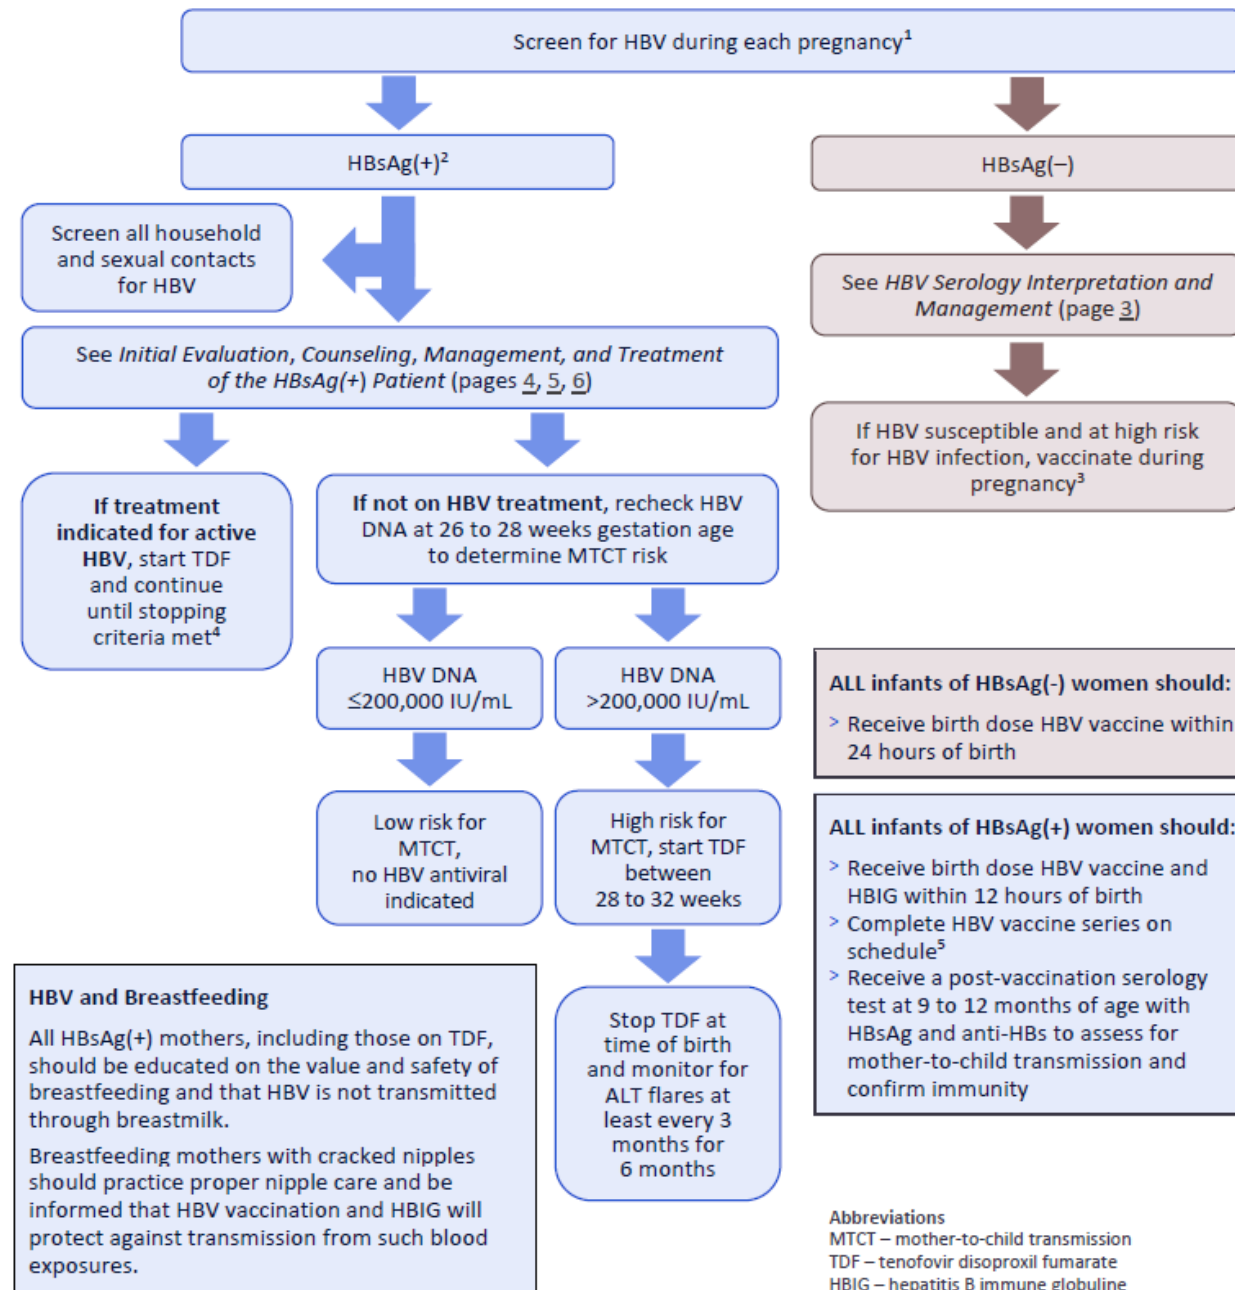 Screen for HBV during each pregnancy¹
HBsAg(+)²
HBsAg(–)
Screen all household
and sexual contacts
for HBV
See HBV Serology Interpretation and
Management (page 3)
See Initial Evaluation, Counseling, Management, and Treatment
of the HBsAg(+) Patient (pages 4, 5, 6)
If HBV susceptible and at high risk
for HBV infection, vaccinate during
pregnancy³
If treatment
indicated for active
HBV, start TDF
and continue
until stopping
criteria met⁴
If not on HBV treatment, recheck HBV
DNA at 26 to 28 weeks gestation age
to determine MTCT risk
HBV DNA
≤200,000 IU/mL
HBV DNA
>200,000 IU/mL
Low risk for
MTCT,
no HBV antiviral
indicated
High risk for
MTCT, start TDF
between
28 to 32 weeks
Stop TDF at
time of birth
and monitor for
ALT flares at
least every 3
months for
6 months
ALL infants of HBsAg(-) women should:
> Receive birth dose HBV vaccine within
24 hours of birth
ALL infants of HBsAg(+) women should:
> Receive birth dose HBV vaccine and
HBIG within 12 hours of birth
> Complete HBV vaccine series on
schedule⁵
> Receive a post-vaccination serology
test at 9 to 12 months of age with
HBsAg and anti-HBs to assess for
mother-to-child transmission and
confirm immunity
HBV and Breastfeeding
All HBsAg(+) mothers, including those on TDF,
should be educated on the value and safety of
breastfeeding and that HBV is not transmitted
through breastmilk.
Breastfeeding mothers with cracked nipples
should practice proper nipple care and be
informed that HBV vaccination and HBIG will
protect against transmission from such blood
exposures.
Abbreviations
MTCT – mother-to-child transmission
TDF – tenofovir disoproxil fumarate
HBIG – hepatitis B immune globuline